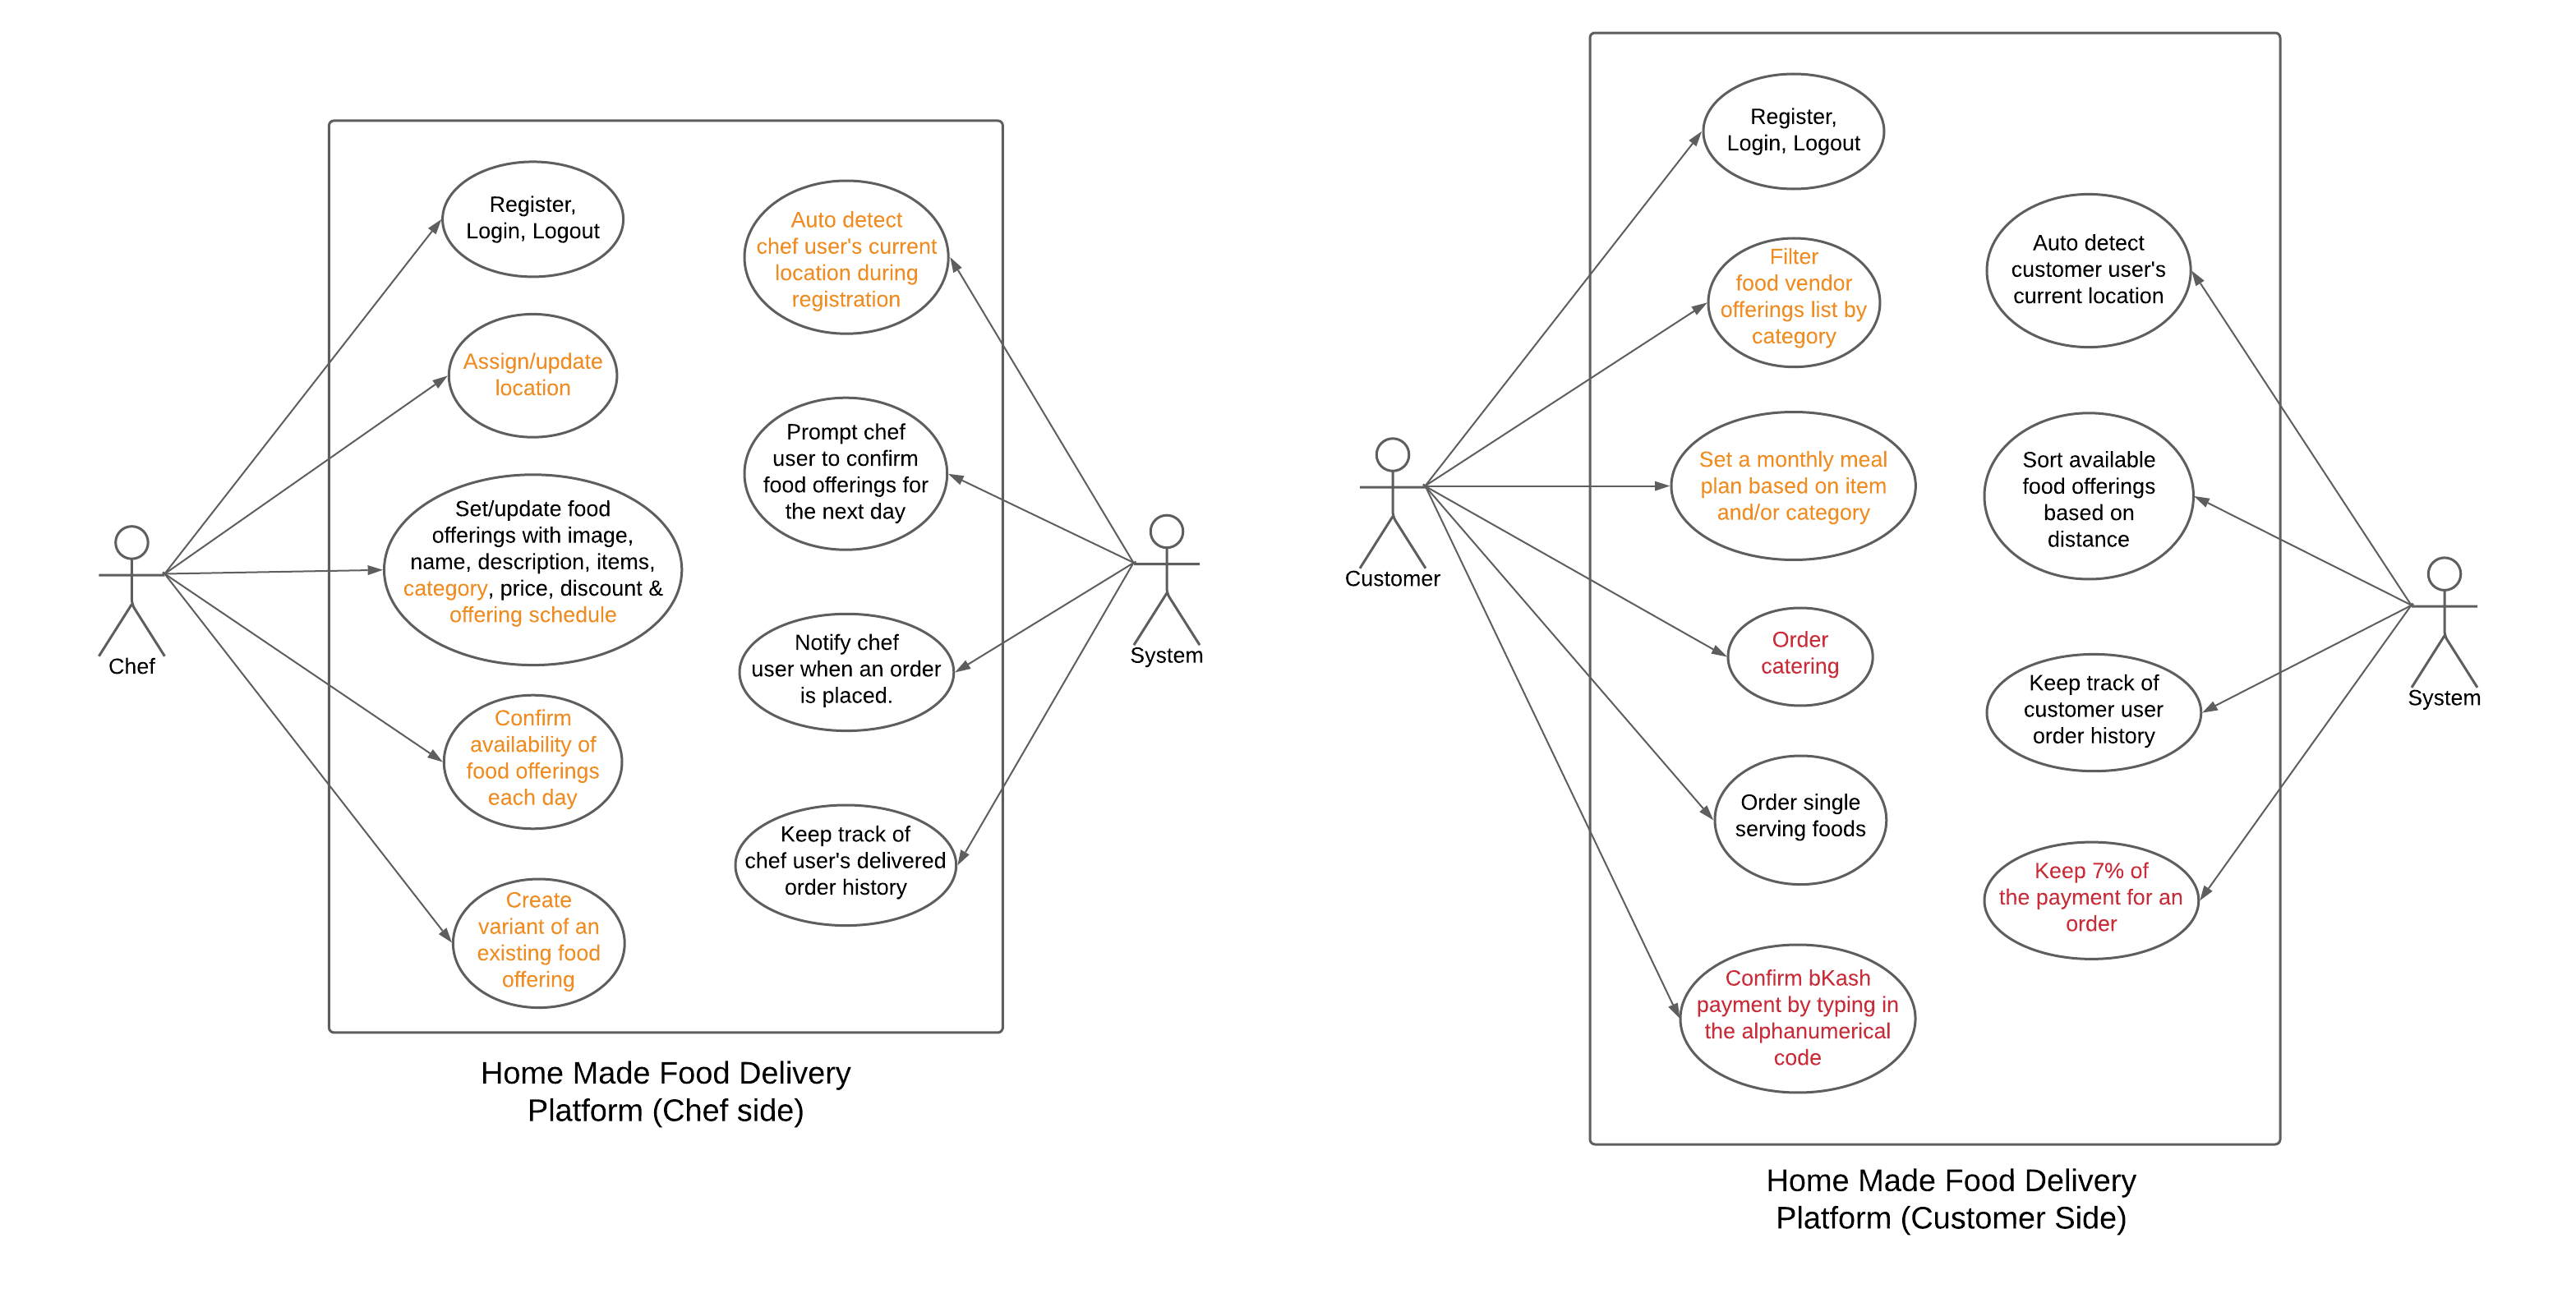 Register,
Login, Logout
Assign/update
location
Set/update food
offerings with image,
name, description, items,
category, price, discount &
offering schedule
Confirm
availability of
food offerings
each day
Create
variant of an
existing food
offering
Auto detect
chef user's current
location during
registration
Prompt chef
user to confirm
food offerings for
the next day
Notify chef
user when an order
is placed.
Keep track of
chef user's delivered
order history
Chef
System
Home Made Food Delivery
Platform (Chef side)
Register,
Login, Logout
Filter
food vendor
offerings list by
category
Set a monthly meal
plan based on item
and/or category
Order
catering
Order single
serving foods
Confirm bKash
payment by typing in
the alphanumerical
code
Auto detect
customer user's
current location
Sort available
food offerings
based on
distance
Keep track of
customer user
order history
Keep 7% of
the payment for an
order
Customer
System
Home Made Food Delivery
Platform (Customer Side)